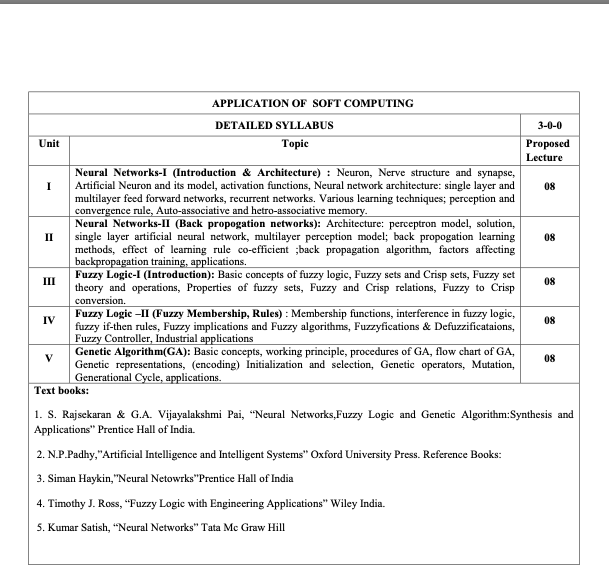 APPLICATION OF SOFT COMPUTING
DETAILED SYLLABUS 3-0-0
Unit Topic Proposed
Lecture
Neural Networks-I (Introduction & Architecture) : Neuron, Nerve structure and synapse,
I Artificial Neuron and its model, activation functions, Neural network architecture: single layer and 08
multilayer feed forward networks, recurrent networks. Various learning techniques; perception and
convergence rule, Auto-associative and hetro-associative memory.
Neural Networks-II (Back propogation networks): Architecture: perceptron model, solution,
II single layer artificial neural network, multilayer perception model; back propogation learning 08
methods, effect of learning rule co-efficient ;back propagation algorithm, factors affecting
backpropagation training, applications.
Fuzzy Logic-I (Introduction): Basic concepts of fuzzy logic, Fuzzy sets and Crisp sets, Fuzzy set
III theory and operations, Properties of fuzzy sets, Fuzzy and Crisp relations, Fuzzy to Crisp 08
conversion.
Fuzzy Logic –II (Fuzzy Membership, Rules) : Membership functions, interference in fuzzy logic,
IV fuzzy if-then rules, Fuzzy implications and Fuzzy algorithms, Fuzzyfications & Defuzzificataions, 08
Fuzzy Controller, Industrial applications
Genetic Algorithm(GA): Basic concepts, working principle, procedures of GA, flow chart of GA,
V Genetic representations, (encoding) Initialization and selection, Genetic operators, Mutation, 08
Generational Cycle, applications.
Text books:
1. S. Rajsekaran & G.A. Vijayalakshmi Pai, “Neural Networks,Fuzzy Logic and Genetic Algorithm:Synthesis and
Applications” Prentice Hall of India.
2. N.P.Padhy,”Artificial Intelligence and Intelligent Systems” Oxford University Press. Reference Books:
3. Siman Haykin,”Neural Netowrks”Prentice Hall of India
4. Timothy J. Ross, “Fuzzy Logic with Engineering Applications” Wiley India.
5. Kumar Satish, “Neural Networks” Tata Mc Graw Hill